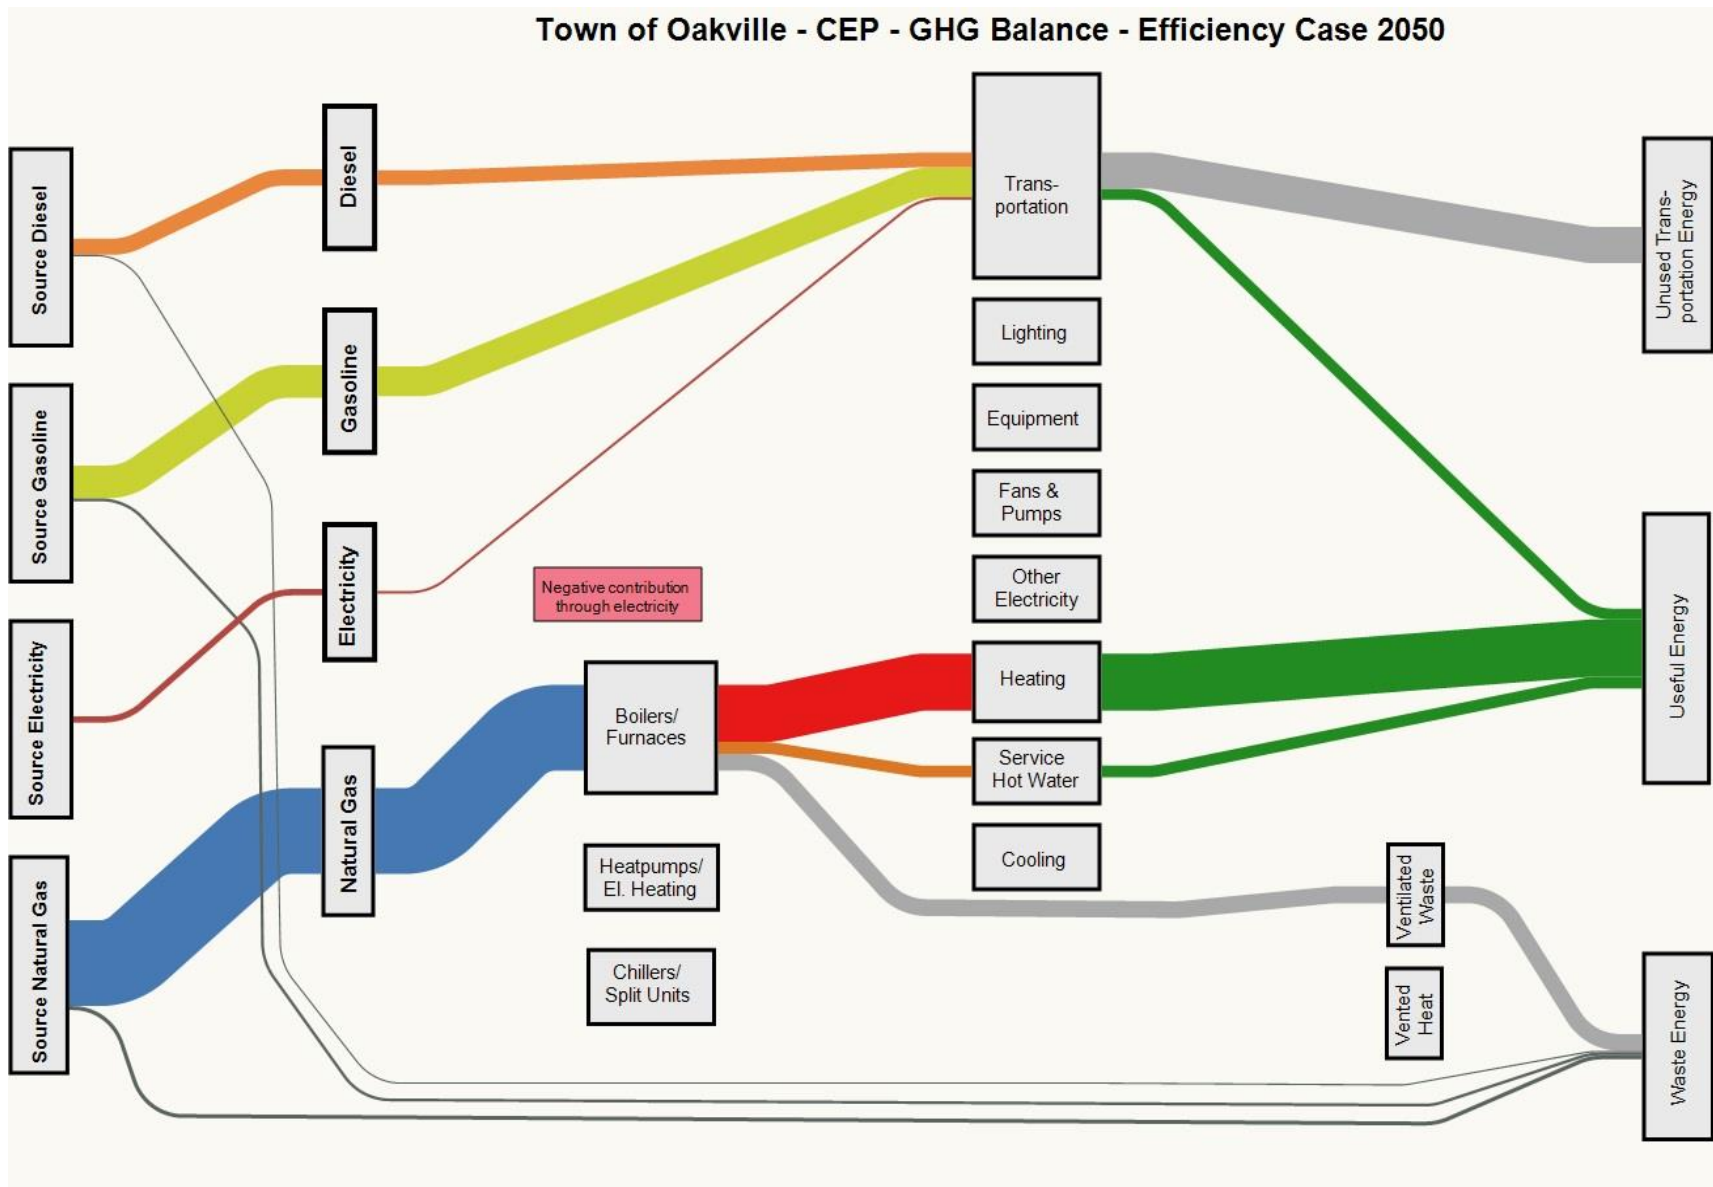 Town of Oakville - CEP - GHG Balance - Efficiency Case 2050
Source Diesel
Source Gasoline
Source Electricity
Source Natural Gas
Diesel
Gasoline
Electricity
Natural Gas
Negative contribution
through electricity
Boilers/
Furnaces
Heatpumps/
El. Heating
Chillers/
Split Units
Trans-
portation
Lighting
Equipment
Fans &
Pumps
Other
Electricity
Heating
Service
Hot Water
Cooling
Ventilated
Waste
Vented
Heat
Unused Trans-
portation Energy
Useful Energy
Waste Energy